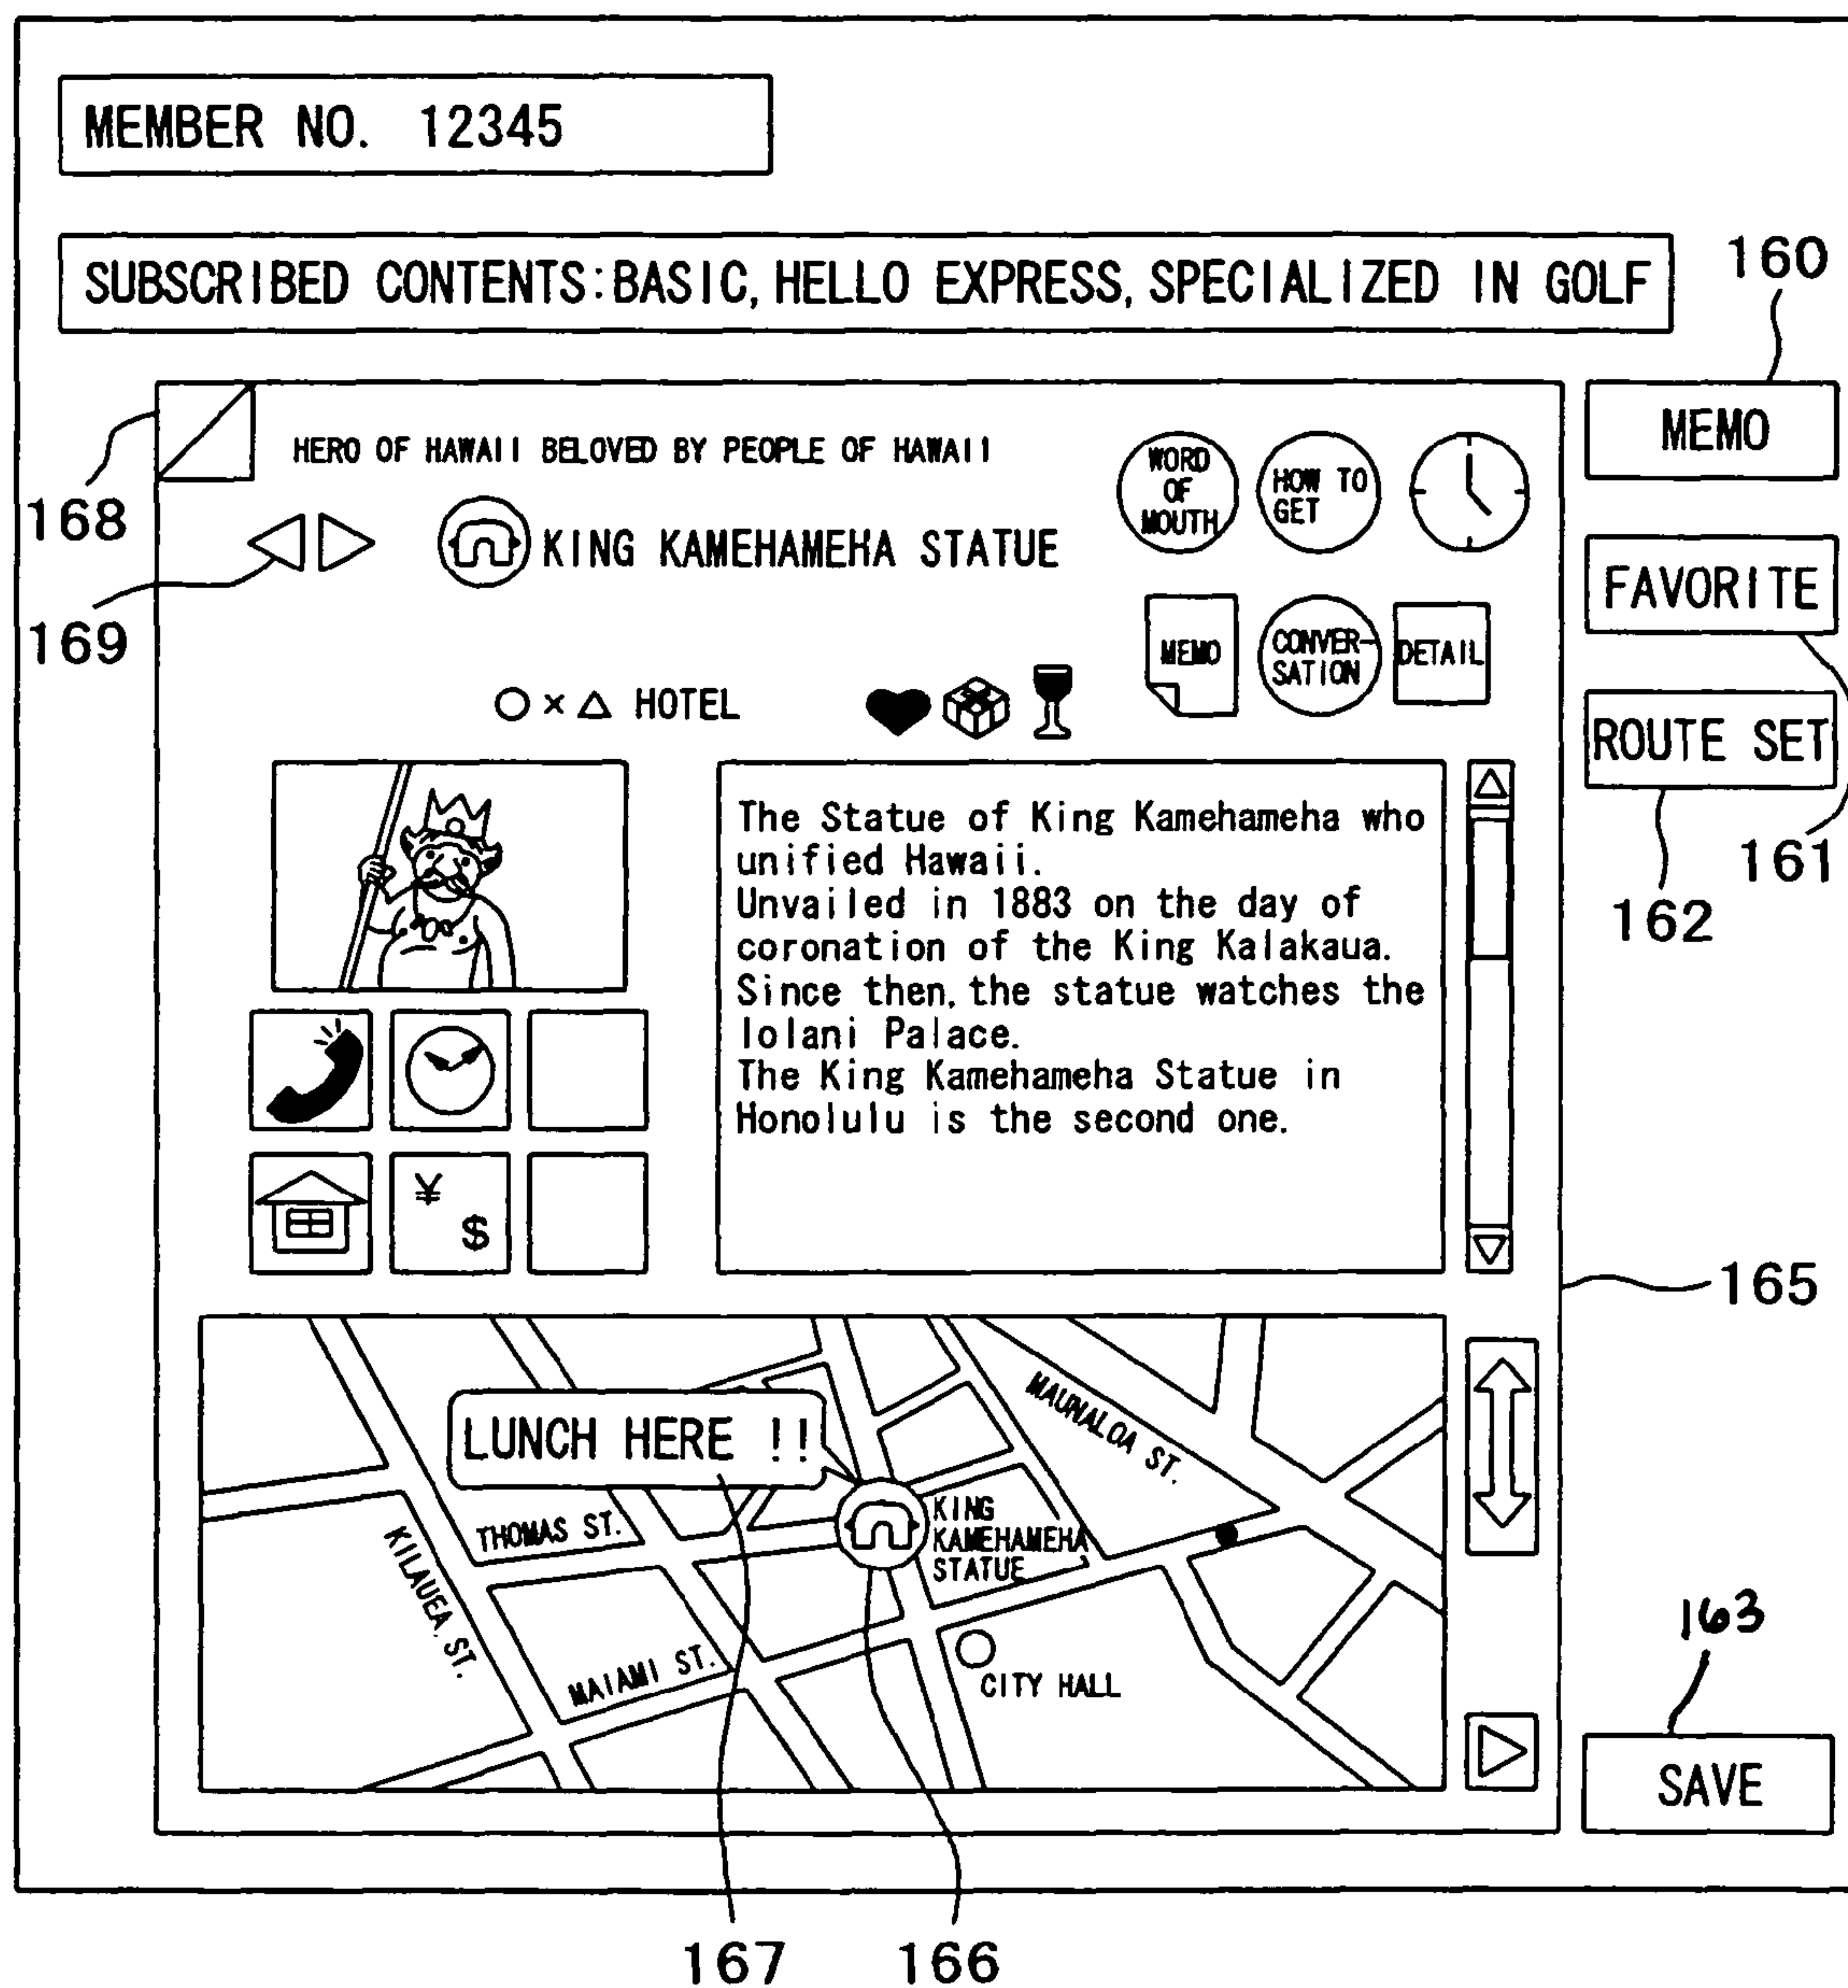 MEMBER NO. 12345
SUBSCRIBED CONTENTS:BASIC, HELLO EXPRESS, SPECIALIZED IN GOLF
160
MEMO
168
HERO OF HAWAII BELOVED BY PEOPLE OF HAWAII
WORD
OF
MOUTH
HOW TO
GET
KING KAMEHAMEHA STATUE
FAVORITE
169
MEMO
CONVER-
SATION
DETAIL
○×△ HOTEL
ROUTE SET
161
162
The Statue of King Kamehameha who
unified Hawaii.
Unvailed in 1883 on the day of
coronation of the King Kalakaua.
Since then, the statue watches the
Iolani Palace.
The King Kamehameha Statue in
Honolulu is the second one.
¥
$
165
LUNCH HERE !!
MAUNALOA ST.
KING
KAMEHAMEHA
STATUE
THOMAS ST.
KILAUEA, ST.
MAIAMI ST.
CITY HALL
163
SAVE
167
166